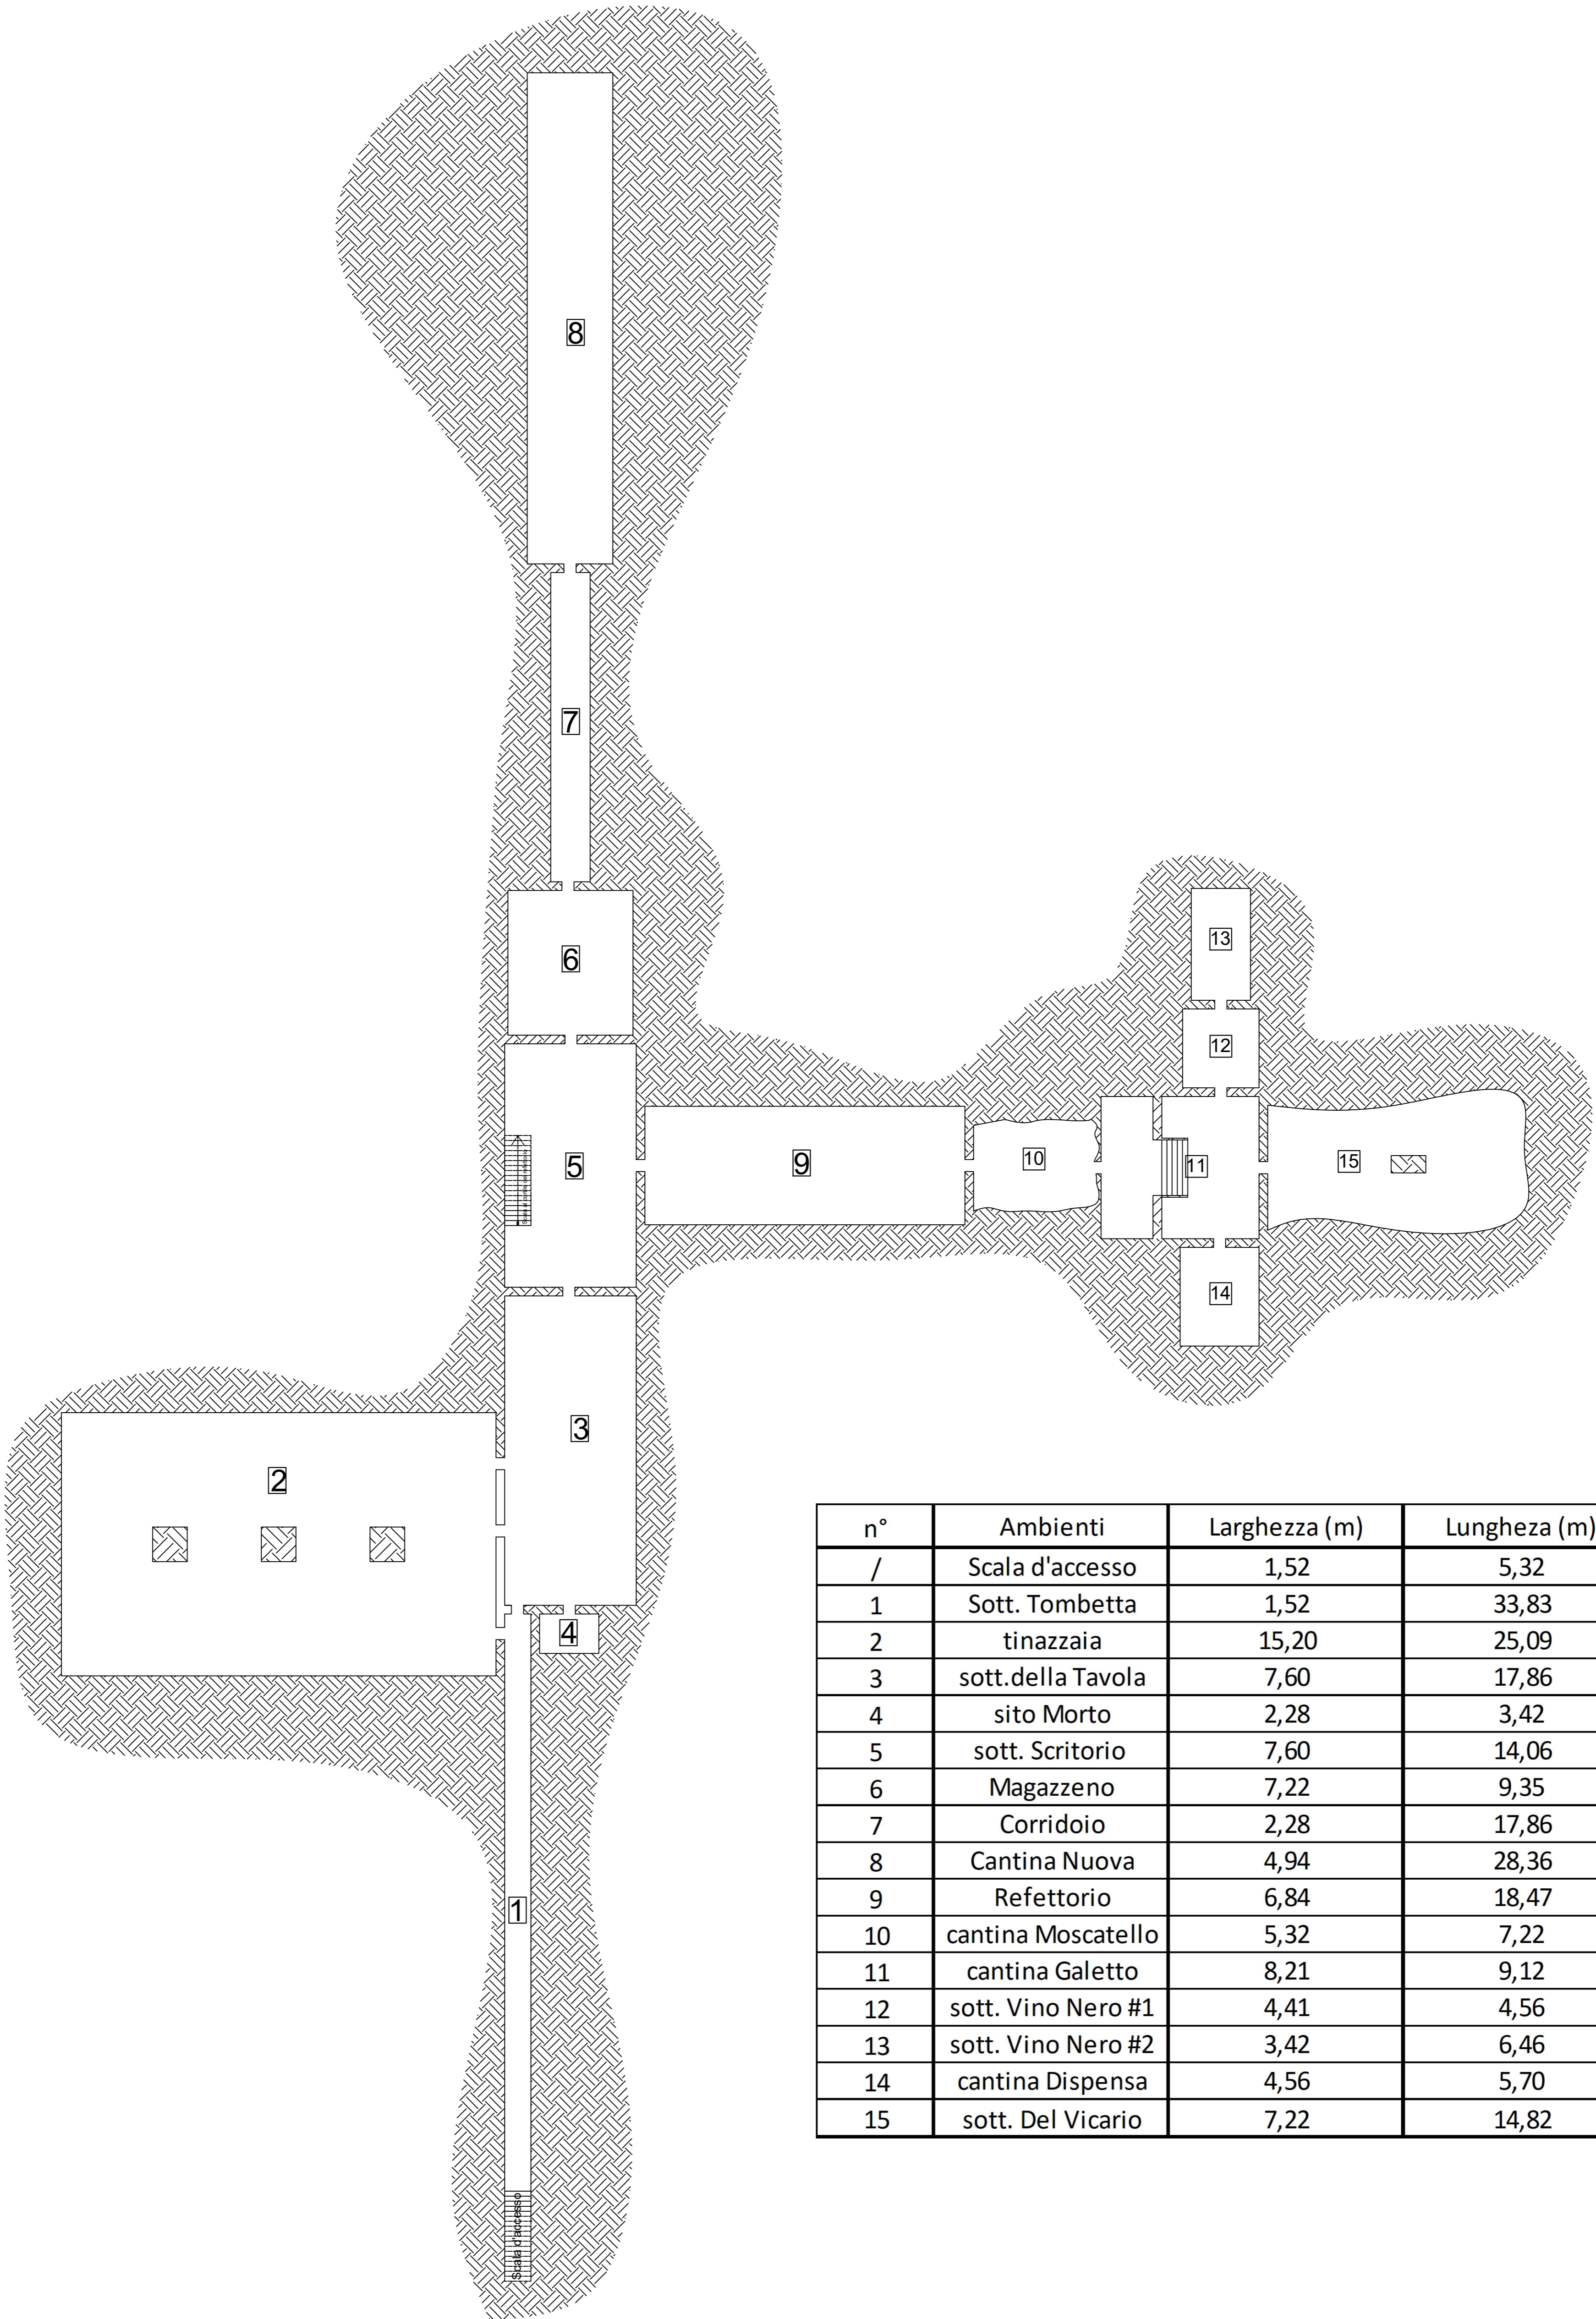 8
7
13
6
12
5
9
10
11
15
14
3
2
4
1
Scala d'accesso
n° Ambienti Larghezza (m) Lungheza (m)
/ Scala d'accesso 1,52 5,32
1 Sott. Tombetta 1,52 33,83
2 tinazzaia 15,20 25,09
3 sott.della Tavola 7,60 17,86
4 sito Morto 2,28 3,42
5 sott. Scritorio 7,60 14,06
6 Magazzeno 7,22 9,35
7 Corridoio 2,28 17,86
8 Cantina Nuova 4,94 28,36
9 Refettorio 6,84 18,47
10 cantina Moscatello 5,32 7,22
11 cantina Galetto 8,21 9,12
12 sott. Vino Nero #1 4,41 4,56
13 sott. Vino Nero #2 3,42 6,46
14 cantina Dispensa 4,56 5,70
15 sott. Del Vicario 7,22 14,82